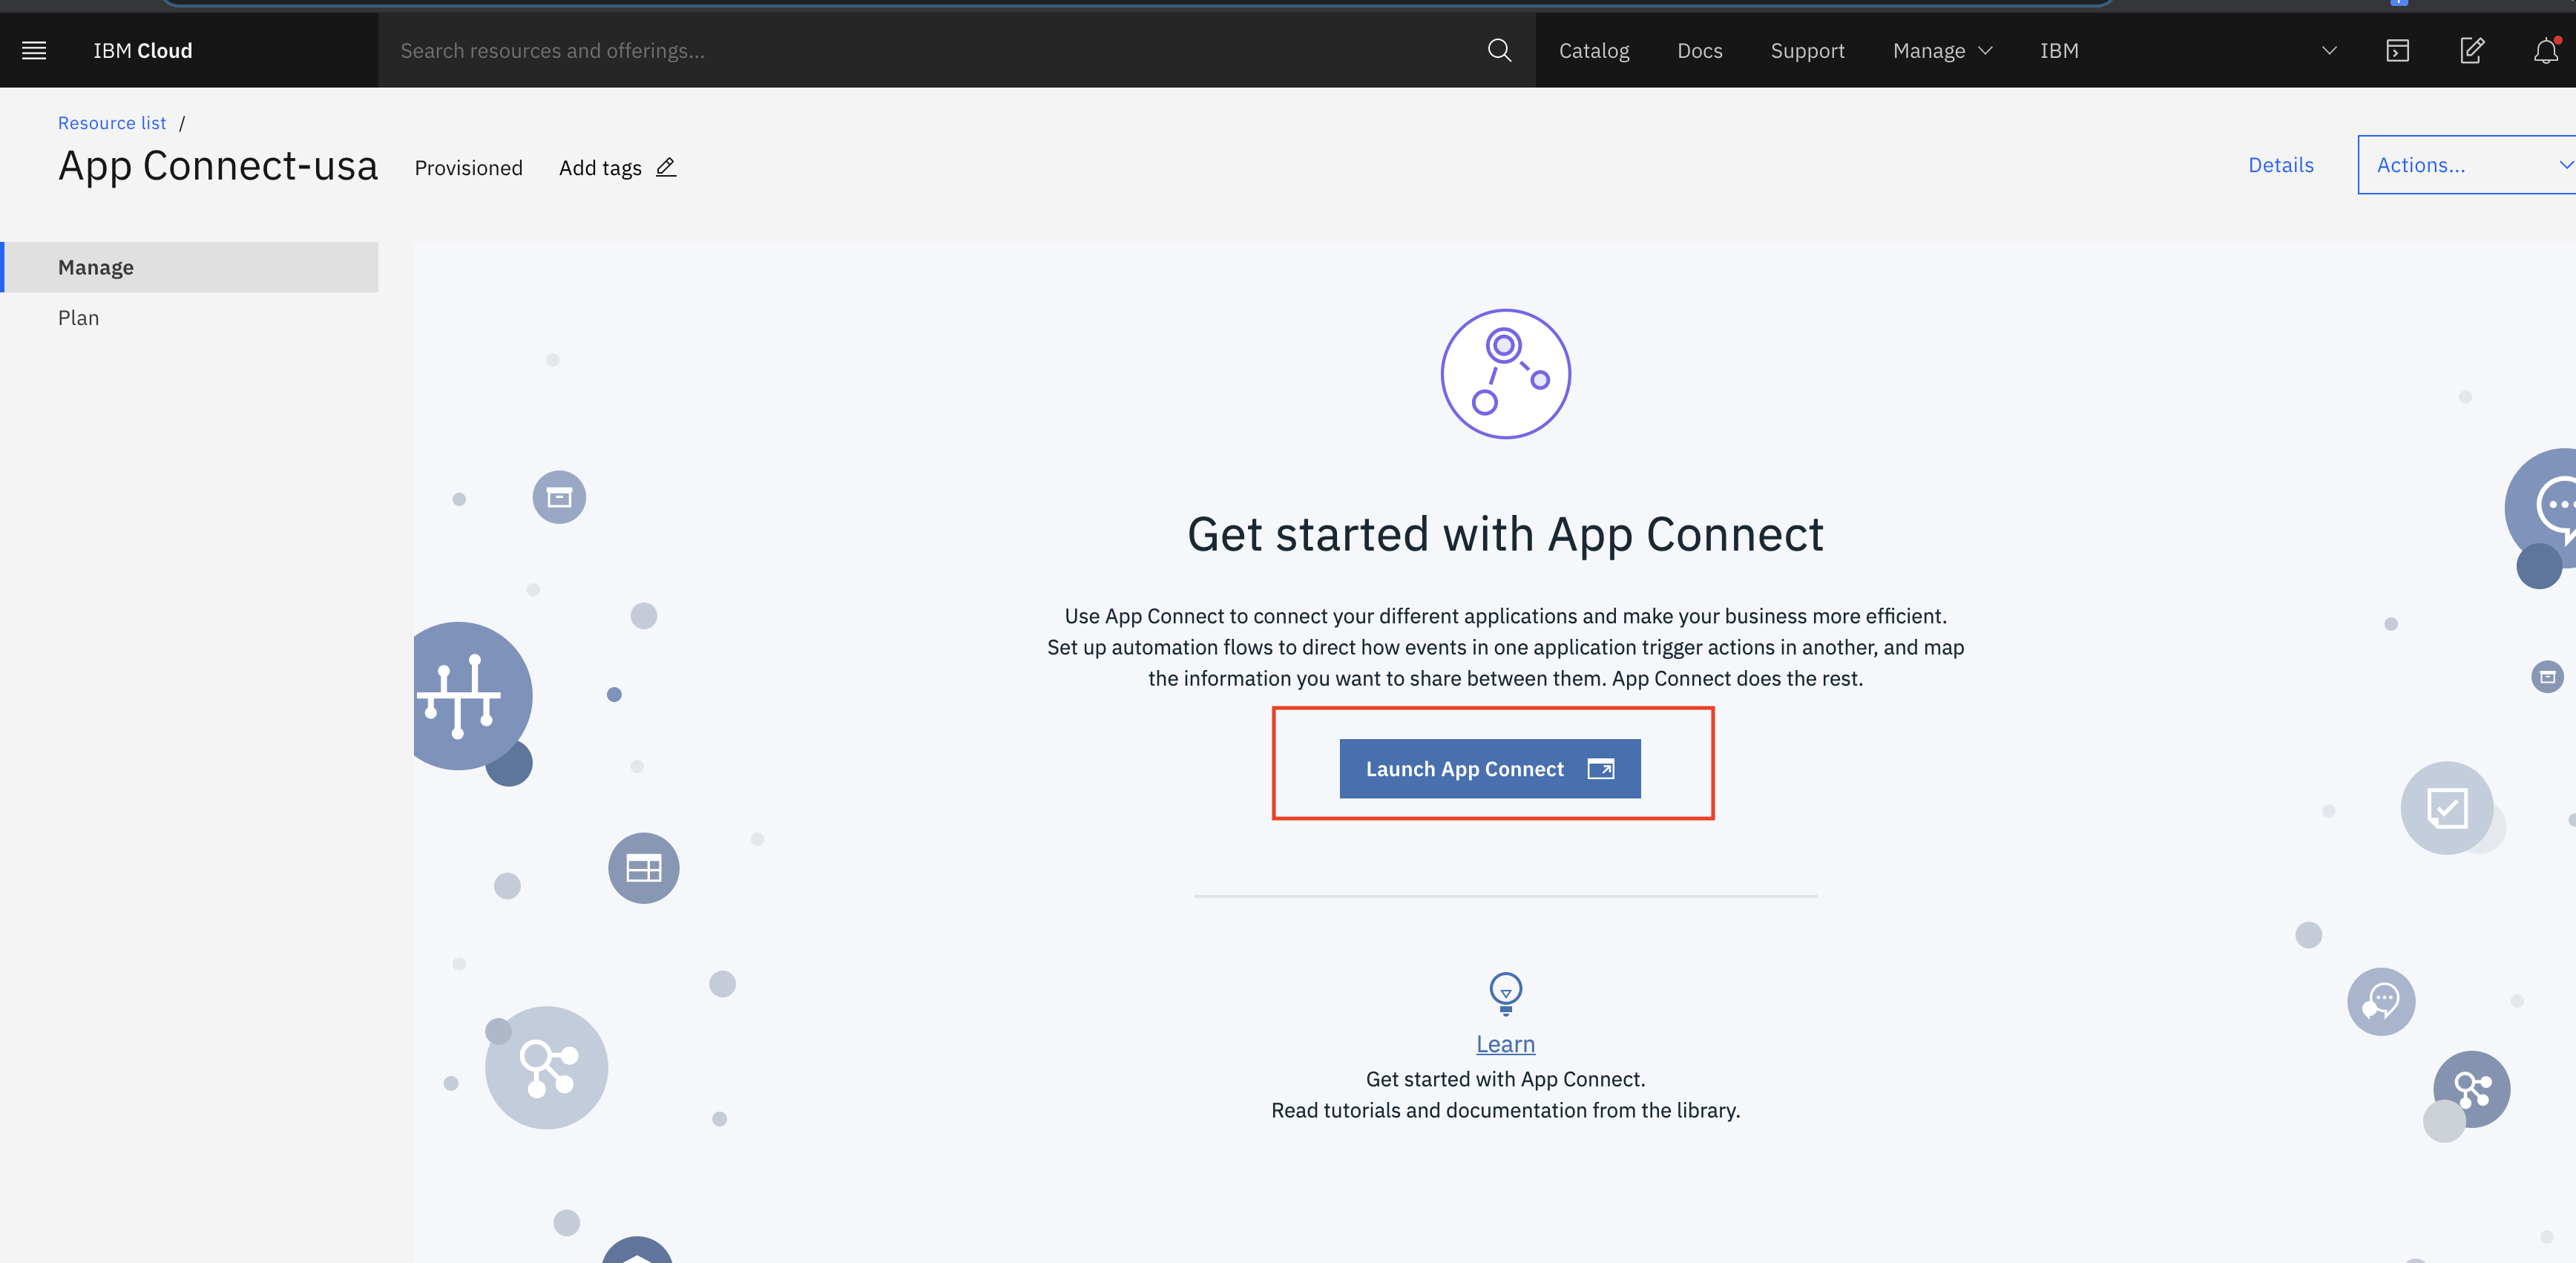 IBM Cloud
Search resources and offerings...
Catalog
Docs
Support
Manage
IBM
Resource list /
App Connect-usa
Provisioned
Add tags
Details
Actions...
Manage
Plan
Get started with App Connect
Use App Connect to connect your different applications and make your business more efficient.
Set up automation flows to direct how events in one application trigger actions in another, and map
the information you want to share between them. App Connect does the rest.
Launch App Connect
Learn
Get started with App Connect.
Read tutorials and documentation from the library.